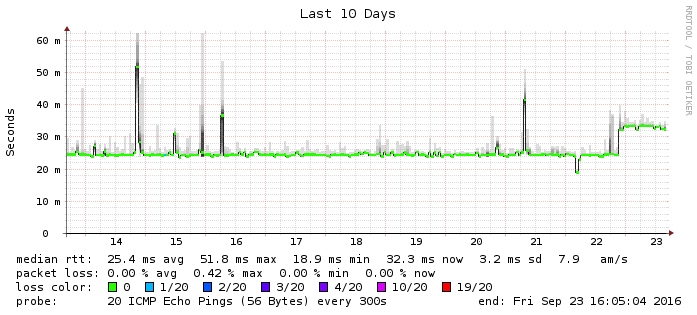 Last 10 Days
RRDTOOL / TOBI OETIKER
Seconds
60 m
50 m
40 m
30 m
20 m
10 m
0
14 15 16 17 18 19 20 21 22 23
median rtt: 25.4 ms avg 51.8 ms max 18.9 ms min 32.3 ms now 3.2 ms sd 7.9 am/s
packet loss: 0.00 % avg 0.42 % max 0.00 % min 0.00 % now
loss color: 0 1/20 2/20 3/20 4/20 10/20 19/20
probe: 20 ICMP Echo Pings (56 Bytes) every 300s end: Fri Sep 23 16:05:04 2016